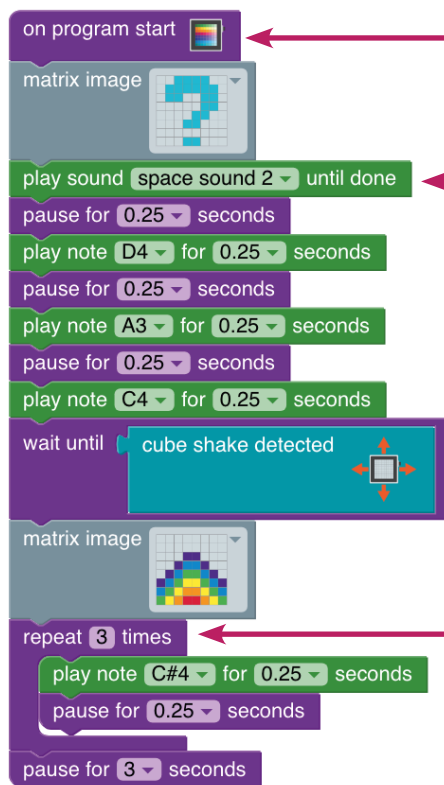 on program start
matrix image
play sound space sound 2 until done
pause for 0.25 seconds
play note D4 for 0.25 seconds
pause for 0.25 seconds
play note A3 for 0.25 seconds
pause for 0.25 seconds
play note C4 for 0.25 seconds
wait until cube shake detected
matrix image
repeat 3 times
play note C#4 for 0.25 seconds
pause for 0.25 seconds
pause for 3 seconds